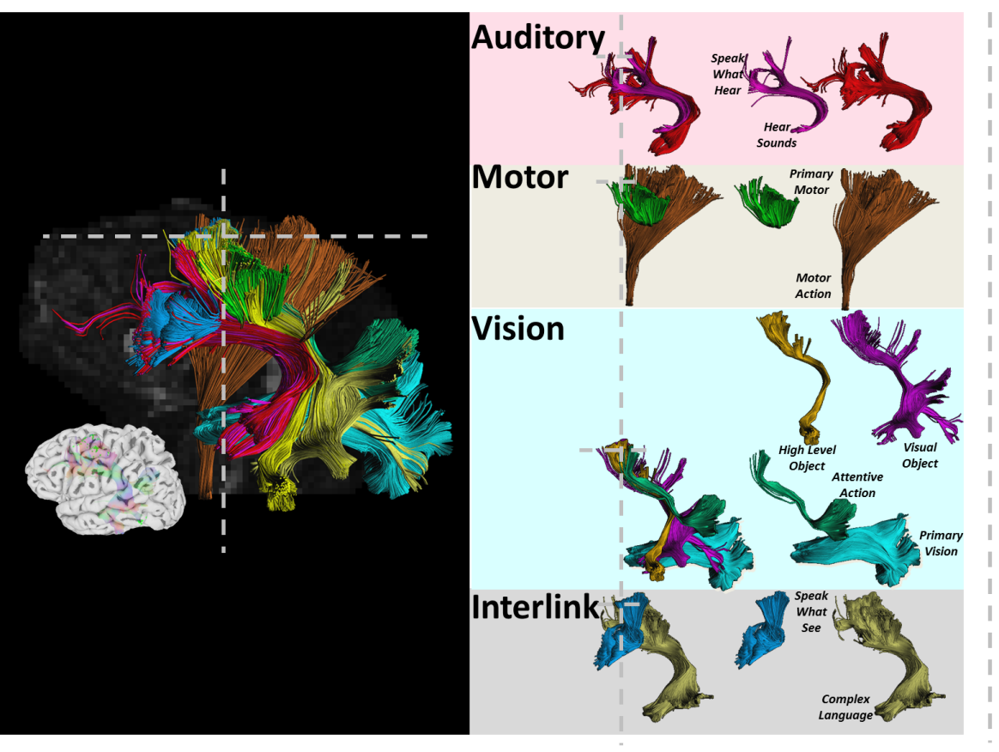 Auditory
Speak
What
Hear
Hear
Sounds
Motor
Primary
Motor
Motor
Action
Vision
High Level
Object
Visual
Object
Attentive
Action
Primary
Vision
Interlink
Speak
What
See
Complex
Language